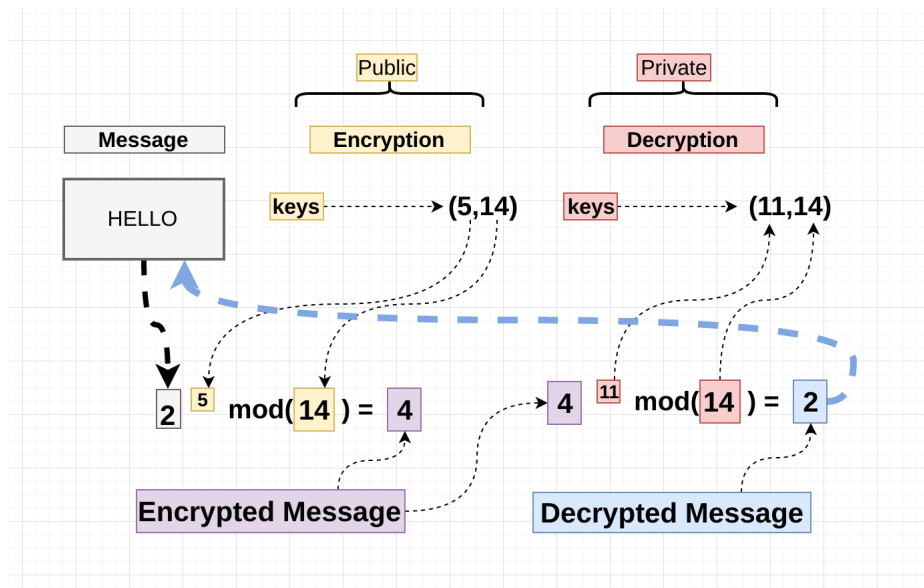 Public
Private
Message
Encryption
Decryption
HELLO
keys
(5,14)
keys
(11,14)
2 5 mod( 14 ) = 4
4 11 mod( 14 ) = 2
Encrypted Message
Decrypted Message